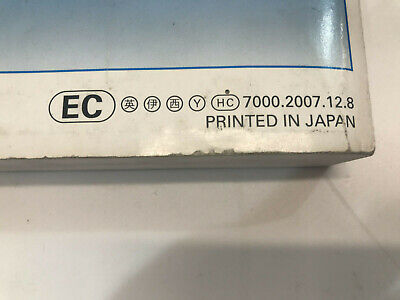 EC 英 伊 西 Y HC 7000.2007.12.8
PRINTED IN JAPAN